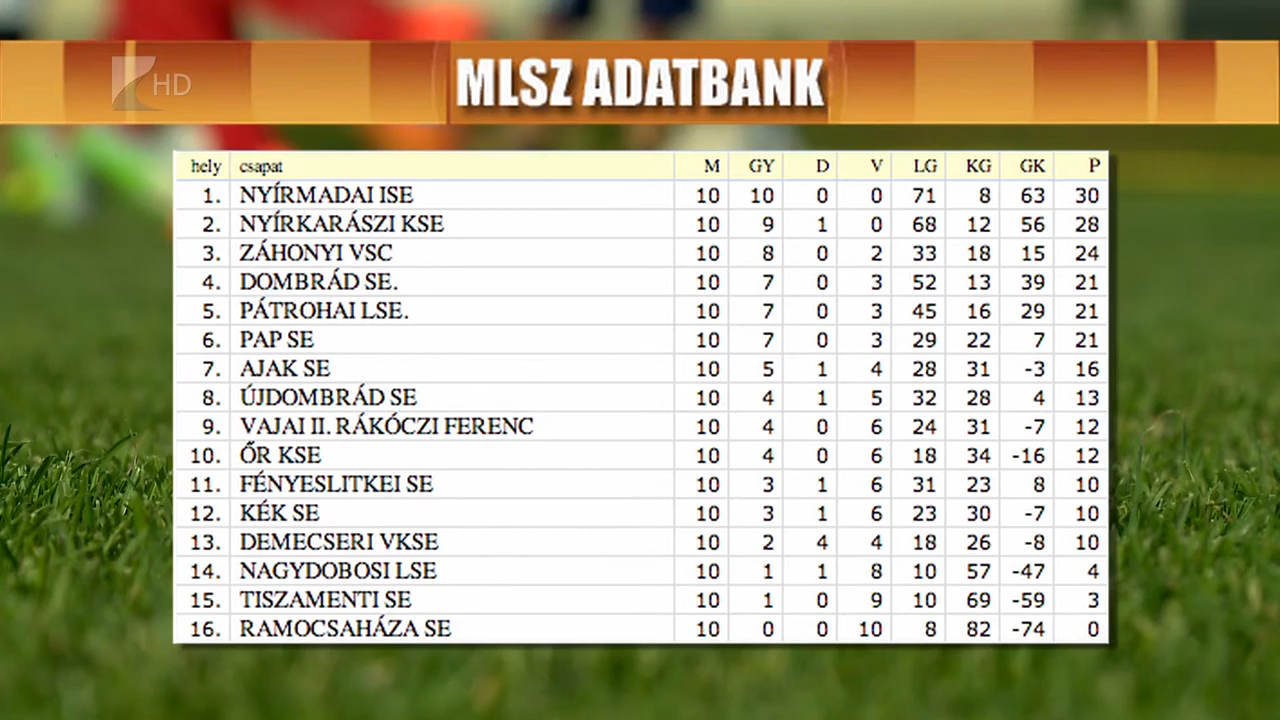 MLSZ ADATBANK
HD
hely csapat M GY D V LG KG GK P
1. NYÍRMADAI ISE 10 10 0 0 71 8 63 30
2. NYÍRKARÁSZI KSE 10 9 1 0 68 12 56 28
3. ZÁHONYI VSC 10 8 0 2 33 18 15 24
4. DOMBRÁD SE. 10 7 0 3 52 13 39 21
5. PÁTROHAI LSE. 10 7 0 3 45 16 29 21
6. PAP SE 10 7 0 3 29 22 7 21
7. AJAK SE 10 5 1 4 28 31 -3 16
8. ÚJDOMBRÁD SE 10 4 1 5 32 28 4 13
9. VAJAI II. RÁKÓCZI FERENC 10 4 0 6 24 31 -7 12
10. ŐR KSE 10 4 0 6 18 34 -16 12
11. FÉNYESLITKEI SE 10 3 1 6 31 23 8 10
12. KÉK SE 10 3 1 6 23 30 -7 10
13. DEMECSERI VKSE 10 2 4 4 18 26 -8 10
14. NAGYDOBOSI LSE 10 1 1 8 10 57 -47 4
15. TISZAMENTI SE 10 1 0 9 10 69 -59 3
16. RAMOCSAHÁZA SE 10 0 0 10 8 82 -74 0